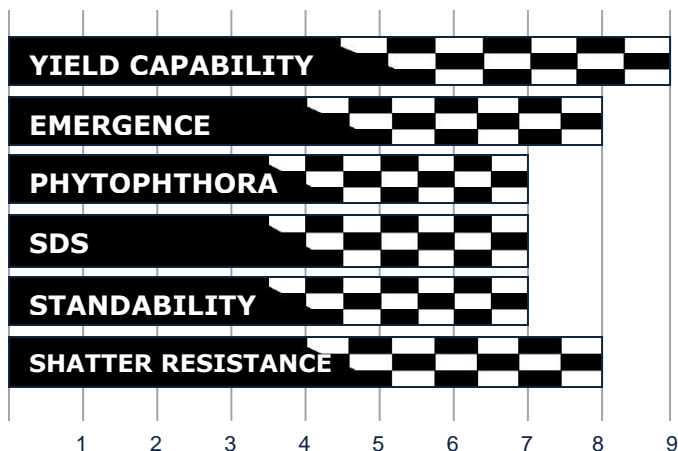 YIELD CAPABILITY
EMERGENCE
PHYTOPHTHORA
SDS
STANDABILITY
SHATTER RESISTANCE
1 2 3 4 5 6 7 8 9